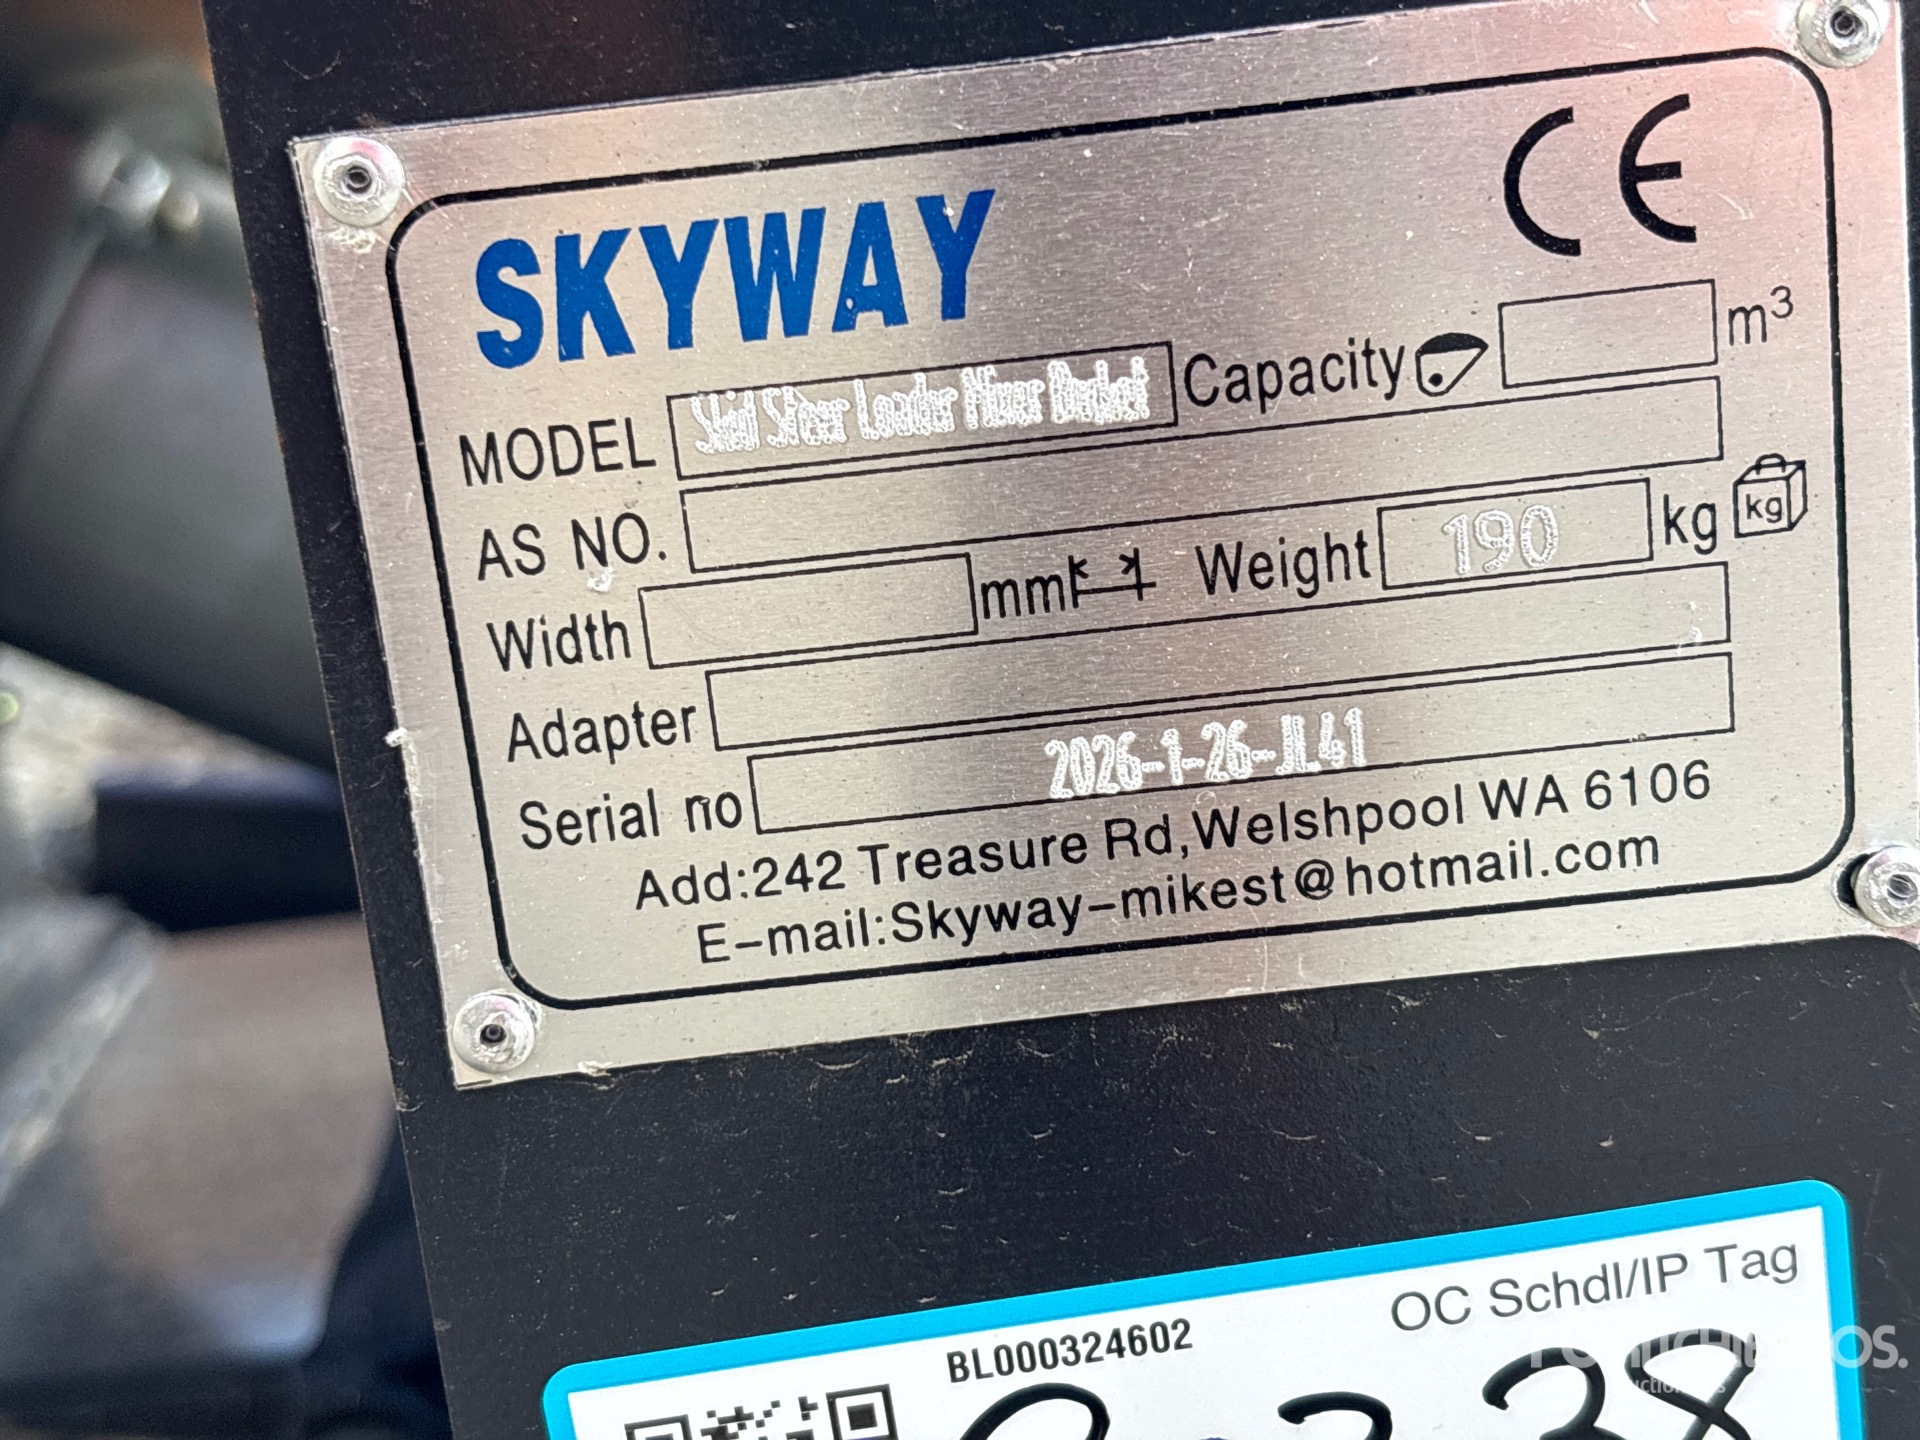 CE
SKYWAY
MODEL Skid Steer Loader Mixer Bucket Capacity m³
AS NO.
Width mm Weight 190 kg kg
Adapter
Serial no 2026-1-26-JL41
Add:242 Treasure Rd,Welshpool WA 6106
E-mail:Skyway-mikest@hotmail.com
OC Schdl/IP Tag
BL000324602
38